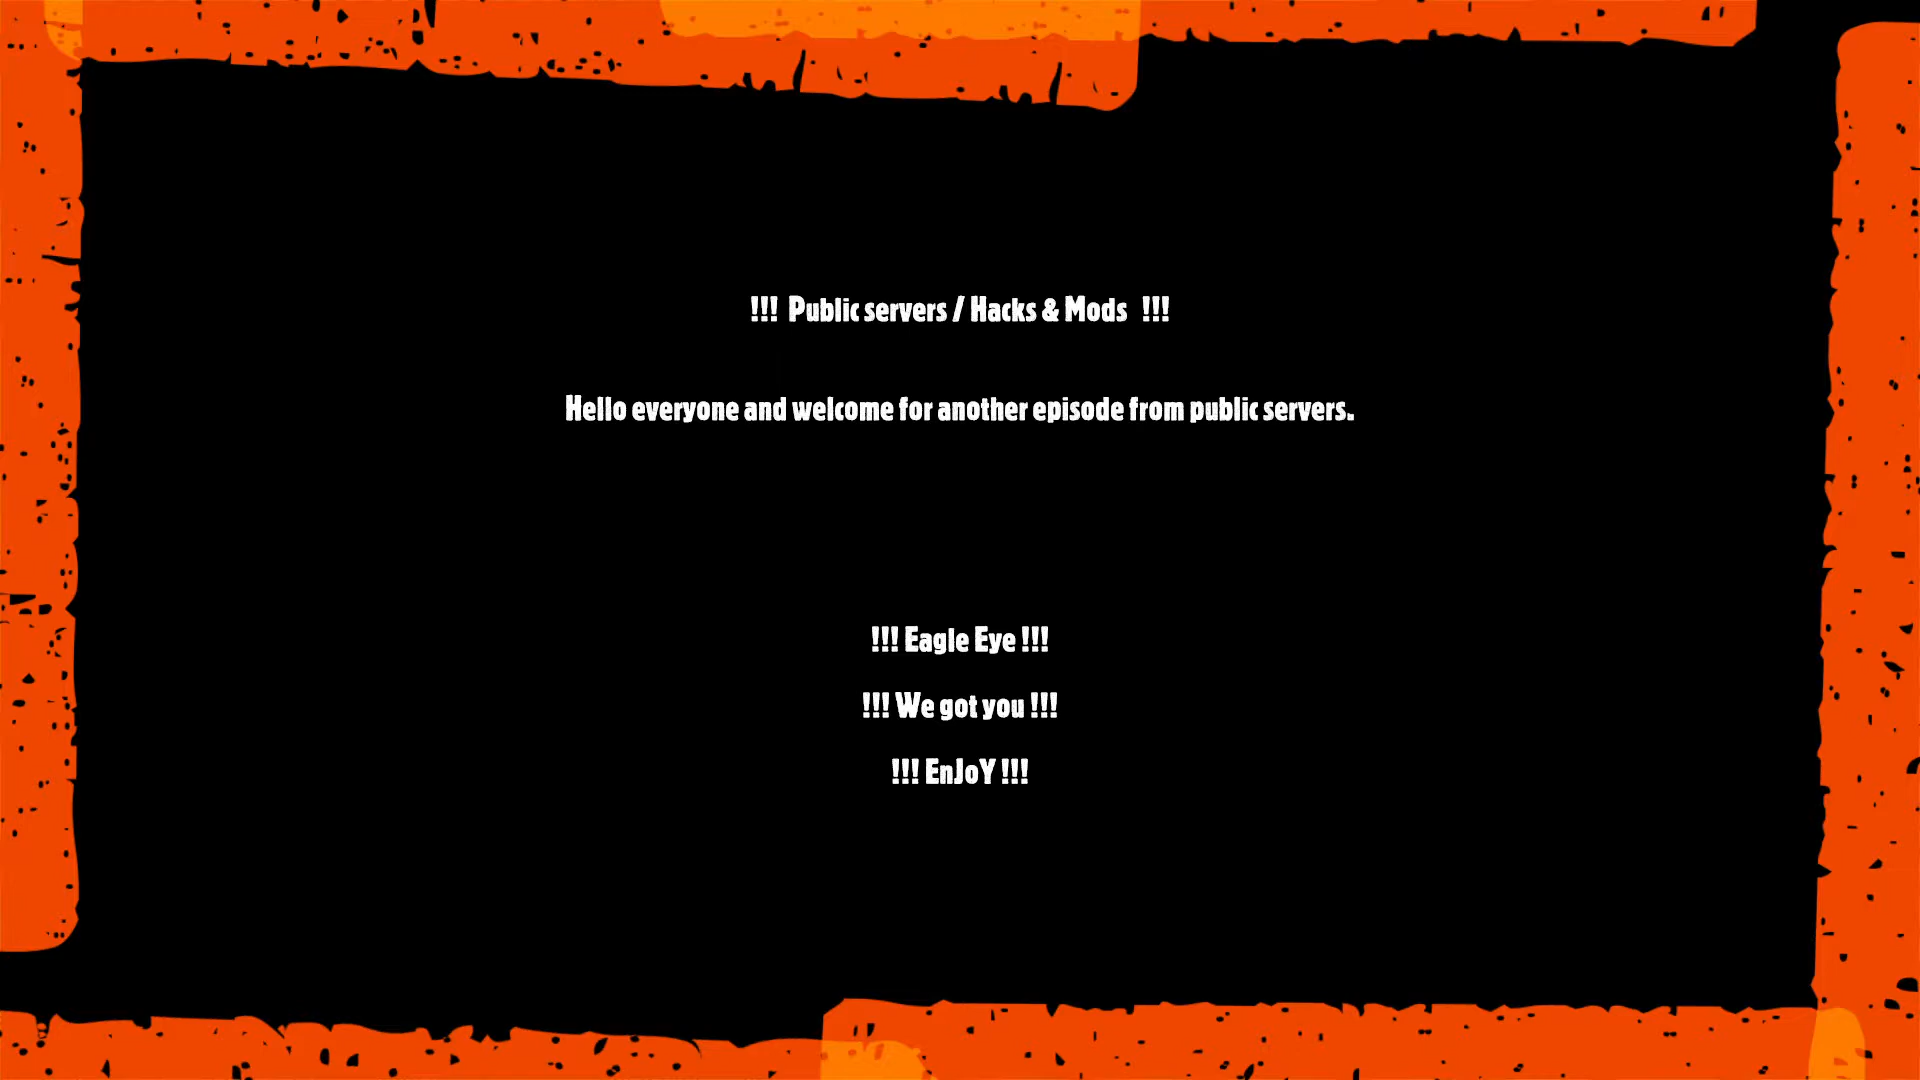 !!! Public servers / Hacks & Mods !!!
Hello everyone and welcome for another episode from public servers.
!!! Eagle Eye !!!
!!! We got you !!!
!!! EnJoY !!!